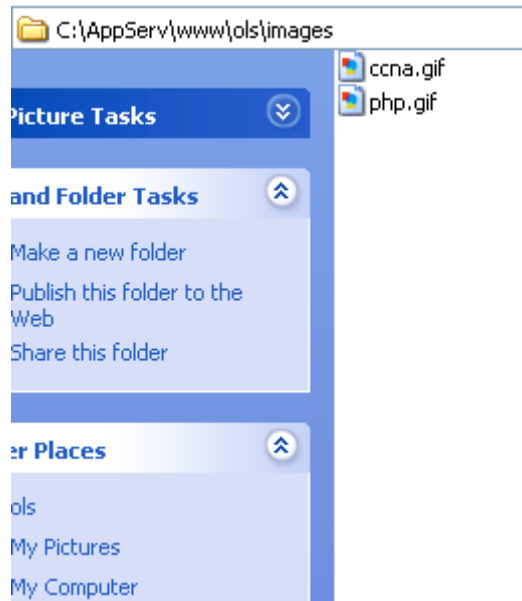 C:\AppServ\www\ols\images
ccna.gif
php.gif
Picture Tasks
and Folder Tasks
Make a new folder
Publish this folder to the
Web
Share this folder
er Places
ols
My Pictures
My Computer